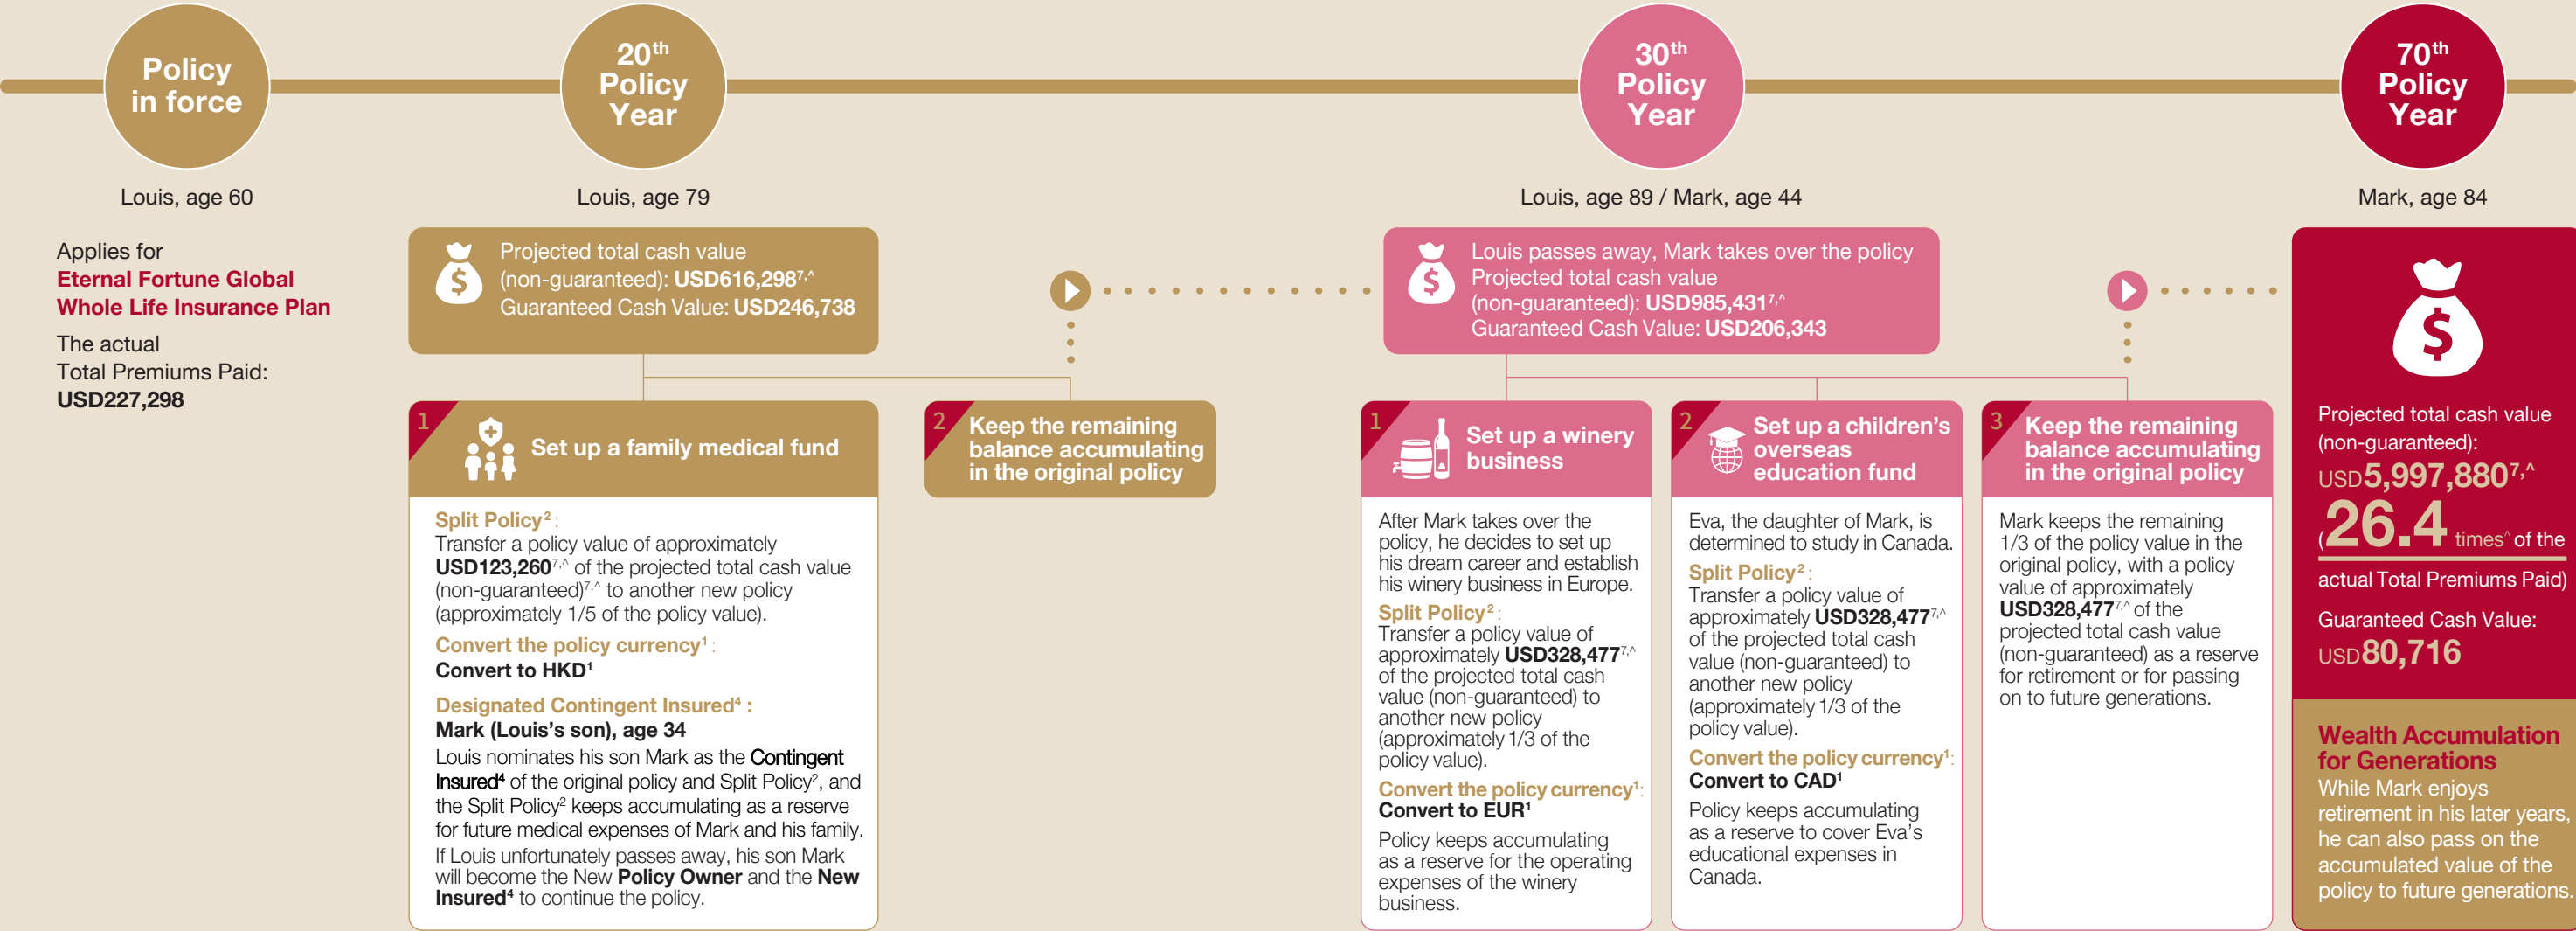 Policy
in force
Louis, age 60
Applies for
Eternal Fortune Global
Whole Life Insurance Plan
The actual
Total Premiums Paid:
USD227,298
20th
Policy
Year
Louis, age 79
$
Projected total cash value
(non-guaranteed): USD616,298⁷,^
Guaranteed Cash Value: USD246,738
1
Set up a family medical fund
Split Policy² :
Transfer a policy value of approximately
USD123,260⁷,^ of the projected total cash value
(non-guaranteed)⁷,^ to another new policy
(approximately 1/5 of the policy value).
Convert the policy currency¹ :
Convert to HKD¹
Designated Contingent Insured⁴ :
Mark (Louis's son), age 34
Louis nominates his son Mark as the Contingent
Insured⁴ of the original policy and Split Policy², and
the Split Policy² keeps accumulating as a reserve
for future medical expenses of Mark and his family.
If Louis unfortunately passes away, his son Mark
will become the New Policy Owner and the New
Insured⁴ to continue the policy.
2
Keep the remaining
balance accumulating
in the original policy
30th
Policy
Year
Louis, age 89 / Mark, age 44
$
Louis passes away, Mark takes over the policy
Projected total cash value
(non-guaranteed): USD985,431⁷,^
Guaranteed Cash Value: USD206,343
1
Set up a winery
business
After Mark takes over the
policy, he decides to set up
his dream career and establish
his winery business in Europe.
Split Policy² :
Transfer a policy value of
approximately USD328,477⁷,^
of the projected total cash
value (non-guaranteed) to
another new policy
(approximately 1/3 of the
policy value).
Convert the policy currency¹:
Convert to EUR¹
Policy keeps accumulating
as a reserve for the operating
expenses of the winery
business.
2
Set up a children's
overseas
education fund
Eva, the daughter of Mark, is
determined to study in Canada.
Split Policy² :
Transfer a policy value of
approximately USD328,477⁷,^
of the projected total cash
value (non-guaranteed) to
another new policy
(approximately 1/3 of the
policy value).
Convert the policy currency¹:
Convert to CAD¹
Policy keeps accumulating
as a reserve to cover Eva's
educational expenses in
Canada.
3
Keep the remaining
balance accumulating
in the original policy
Mark keeps the remaining
1/3 of the policy value in the
original policy, with a policy
value of approximately
USD328,477⁷,^ of the
projected total cash value
(non-guaranteed) as a reserve
for retirement or for passing
on to future generations.
70th
Policy
Year
Mark, age 84
$
Projected total cash value
(non-guaranteed):
USD5,997,880⁷,^
(26.4 times^ of the
actual Total Premiums Paid)
Guaranteed Cash Value:
USD80,716
Wealth Accumulation
for Generations
While Mark enjoys
retirement in his later years,
he can also pass on the
accumulated value of the
policy to future generations.